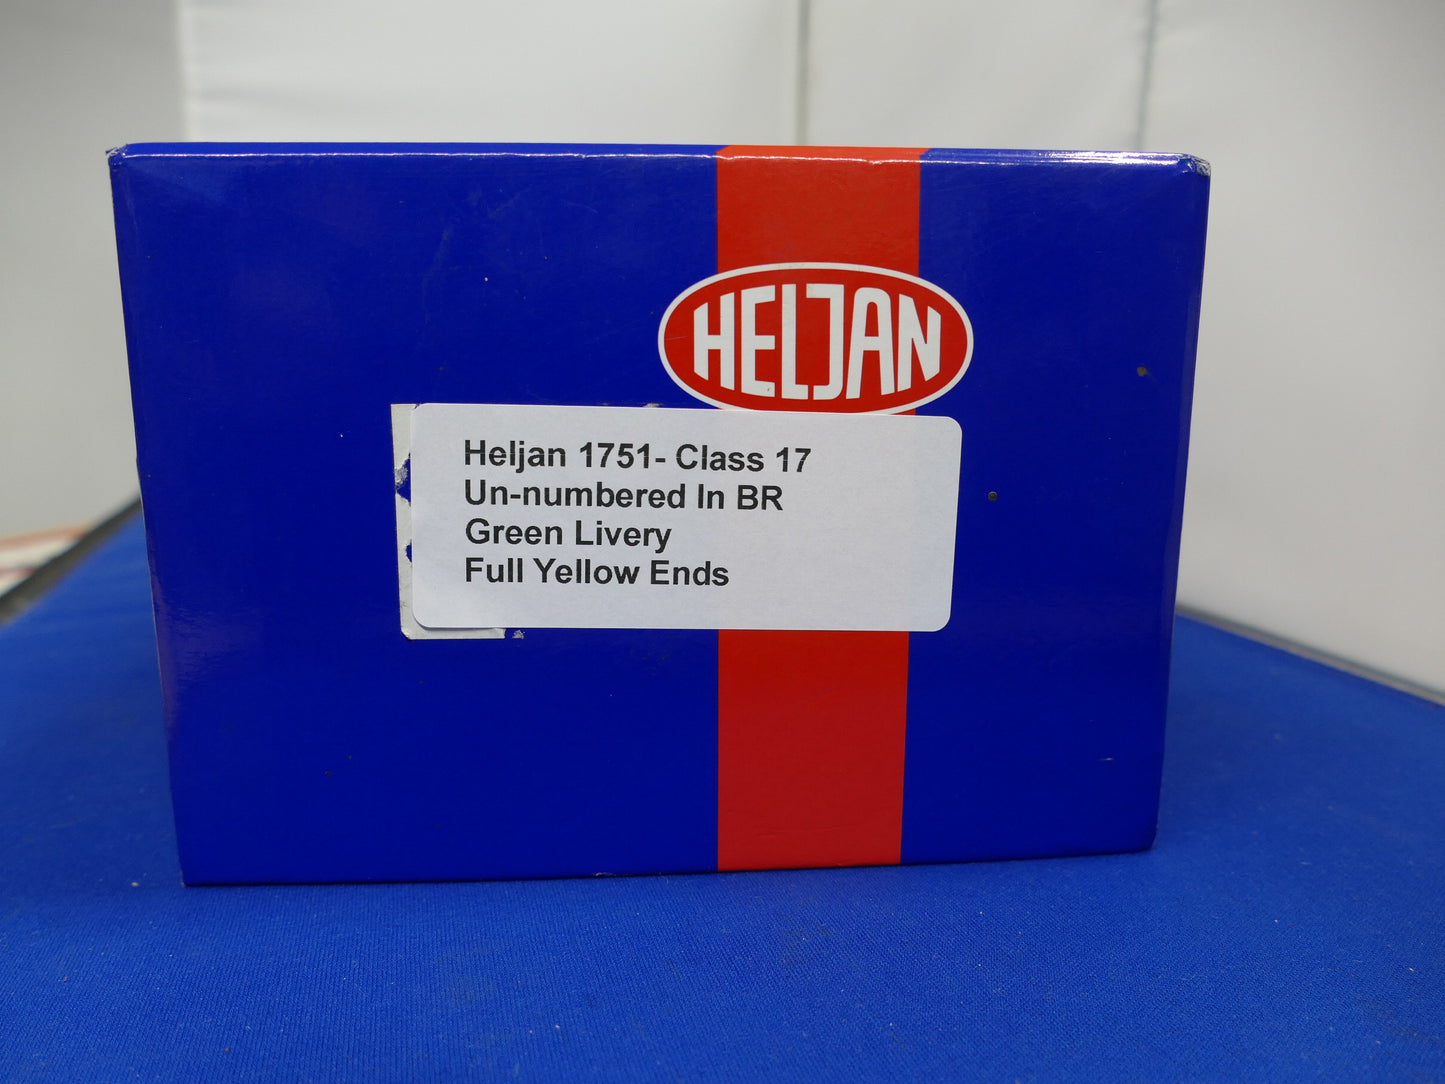 HELJAN
Heljan 1751- Class 17
Un-numbered In BR
Green Livery
Full Yellow Ends